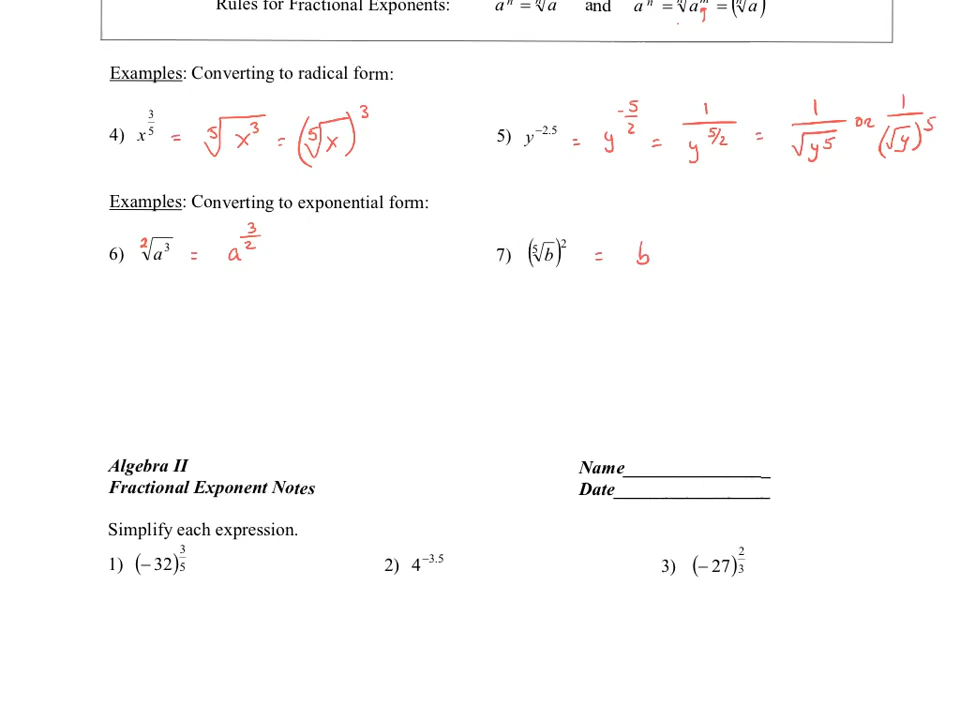 Rules for Fractional Exponents: a^n = ⁿ√a and a^n = ⁿ√a^m = (ⁿ√a)
Examples: Converting to radical form:
4) x^(3/5) = ⁵√(x³) = (⁵√x)³ 5) y^(−2.5) = y^(-5/2) = 1/y^(5/2) = 1/√(y⁵) or 1/(√y)⁵
Examples: Converting to exponential form:
6) ²√(a³) = a^(3/2) 7) (⁵√b)² = b
Algebra II Name_______________
Fractional Exponent Notes Date_______________
Simplify each expression.
1) (−32)^(3/5) 2) 4^(−3.5) 3) (−27)^(2/3)